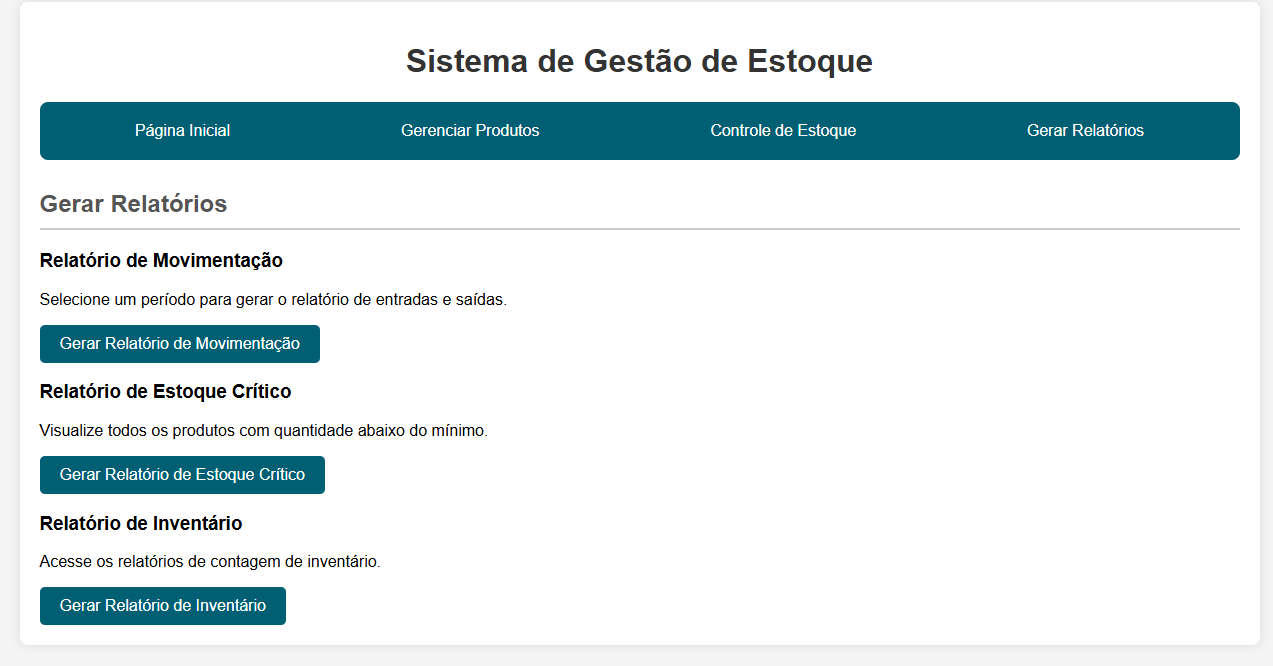 Sistema de Gestão de Estoque
Página Inicial Gerenciar Produtos Controle de Estoque Gerar Relatórios
Gerar Relatórios
Relatório de Movimentação
Selecione um período para gerar o relatório de entradas e saídas.
Gerar Relatório de Movimentação
Relatório de Estoque Crítico
Visualize todos os produtos com quantidade abaixo do mínimo.
Gerar Relatório de Estoque Crítico
Relatório de Inventário
Acesse os relatórios de contagem de inventário.
Gerar Relatório de Inventário